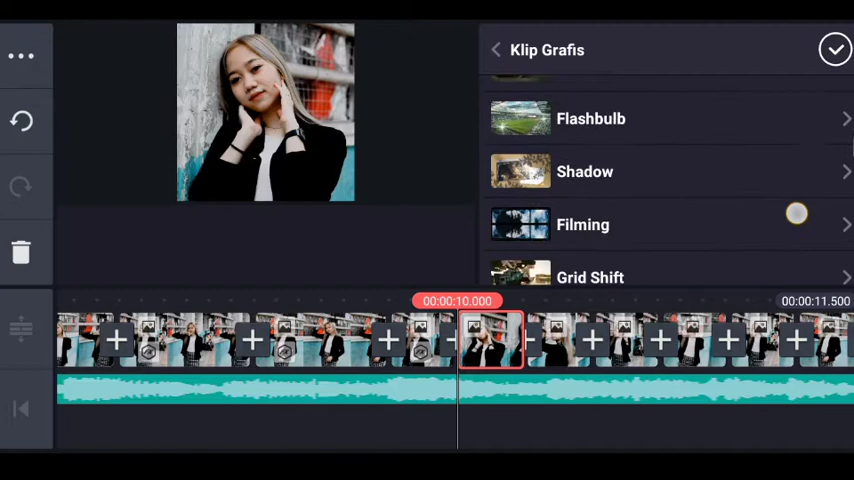 Klip Grafis
Flashbulb
Shadow
Filming
Grid Shift
00:00:10.000
00:00:11.500